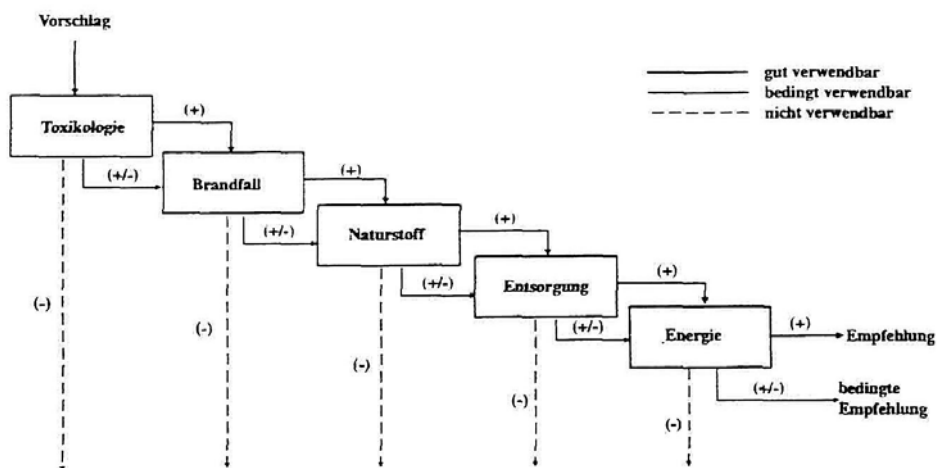 Vorschlag
gut verwendbar
bedingt verwendbar
nicht verwendbar
Toxikologie
(+)
(+/-)
Brandfall
(+)
(+/-)
Naturstoff
(+)
(+/-)
Entsorgung
(+)
(+/-)
Energie
(+)
Empfehlung
(+/-)
bedingte
Empfehlung
(-)
(-)
(-)
(-)
(-)